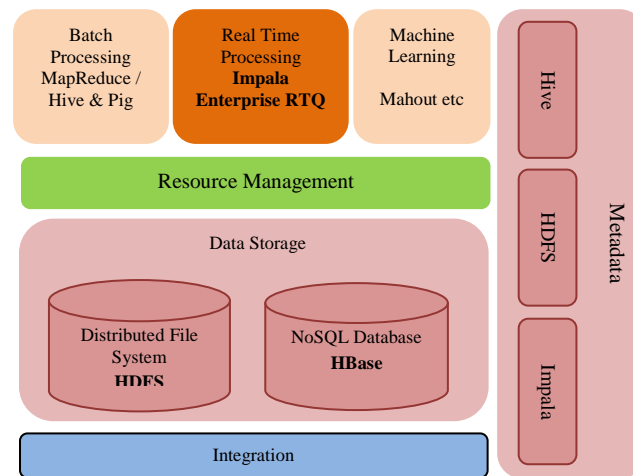 Batch
Processing
MapReduce /
Hive & Pig
Real Time
Processing
Impala
Enterprise RTQ
Machine
Learning
Mahout etc
Resource Management
Data Storage
Distributed File
System
HDFS
NoSQL Database
HBase
Integration
Hive
HDFS
Impala
Metadata